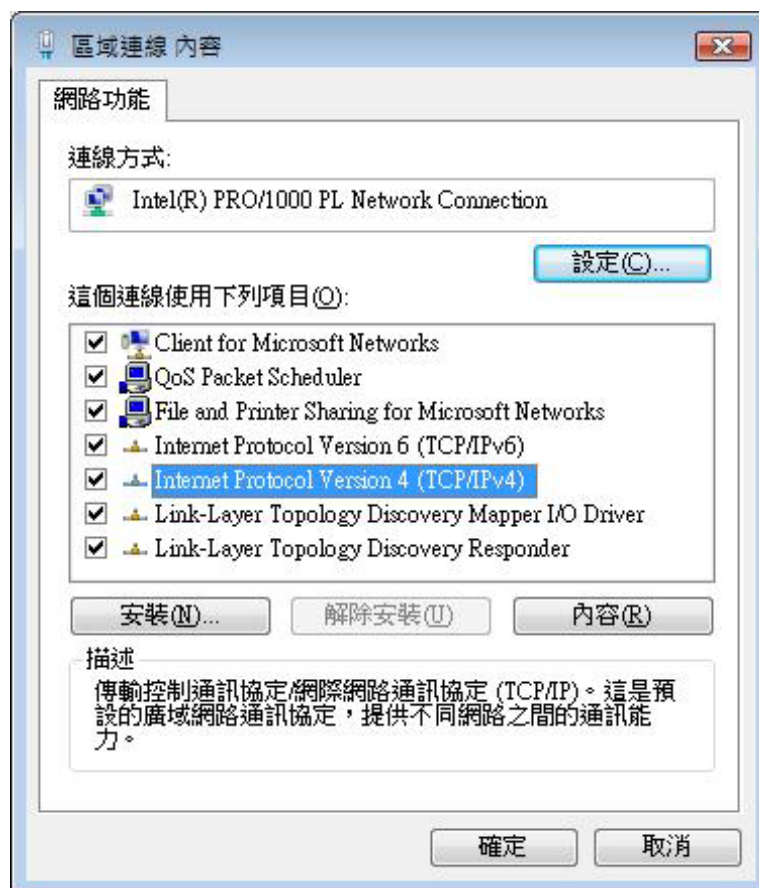 區域連線 內容
網路功能
連線方式:
Intel(R) PRO/1000 PL Network Connection
設定(C)...
這個連線使用下列項目(O):
Client for Microsoft Networks
QoS Packet Scheduler
File and Printer Sharing for Microsoft Networks
Internet Protocol Version 6 (TCP/IPv6)
Internet Protocol Version 4 (TCP/IPv4)
Link-Layer Topology Discovery Mapper I/O Driver
Link-Layer Topology Discovery Responder
安裝(N)... 解除安裝(U) 內容(R)
描述
傳輸控制通訊協定/網際網路通訊協定 (TCP/IP)。這是預
設的廣域網路通訊協定，提供不同網路之間的通訊能
力。
確定 取消